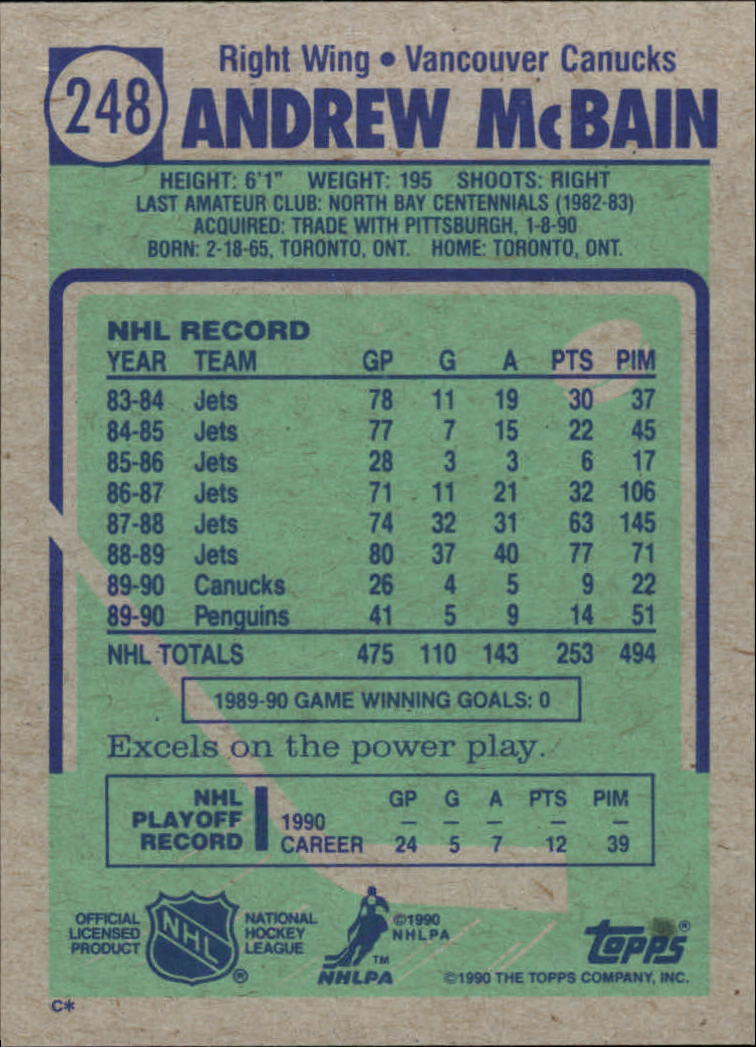 248
Right Wing • Vancouver Canucks
ANDREW McBAIN
HEIGHT: 6'1" WEIGHT: 195 SHOOTS: RIGHT
LAST AMATEUR CLUB: NORTH BAY CENTENNIALS (1982-83)
ACQUIRED: TRADE WITH PITTSBURGH, 1-8-90
BORN: 2-18-65, TORONTO, ONT. HOME: TORONTO, ONT.
NHL RECORD
YEAR TEAM GP G A PTS PIM
83-84 Jets 78 11 19 30 37
84-85 Jets 77 7 15 22 45
85-86 Jets 28 3 3 6 17
86-87 Jets 71 11 21 32 106
87-88 Jets 74 32 31 63 145
88-89 Jets 80 37 40 77 71
89-90 Canucks 26 4 5 9 22
89-90 Penguins 41 5 9 14 51
NHL TOTALS 475 110 143 253 494
1989-90 GAME WINNING GOALS: 0
Excels on the power play.
NHL PLAYOFF RECORD
GP G A PTS PIM
1990 – – – – –
CAREER 24 5 7 12 39
OFFICIAL LICENSED PRODUCT
NHL
®
NATIONAL HOCKEY LEAGUE
©1990 NHLPA
TM
NHLPA
topps®
©1990 THE TOPPS COMPANY, INC.
C*